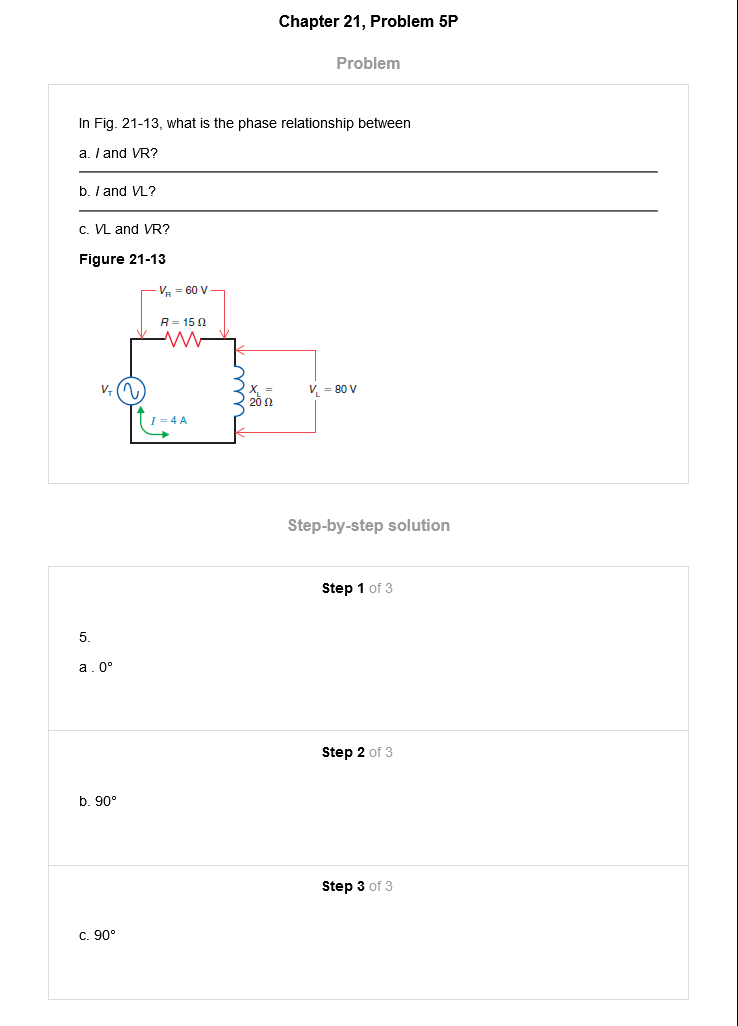 Chapter 21, Problem 5P
Problem
In Fig. 21-13, what is the phase relationship between
a. I and VR?
b. I and VL?
c. VL and VR?
Figure 21-13
V_R = 60 V
R = 15 Ω
V_T
X_L =
20 Ω
V_L = 80 V
I = 4 A
Step-by-step solution
Step 1 of 3
5.
a . 0°
Step 2 of 3
b. 90°
Step 3 of 3
c. 90°